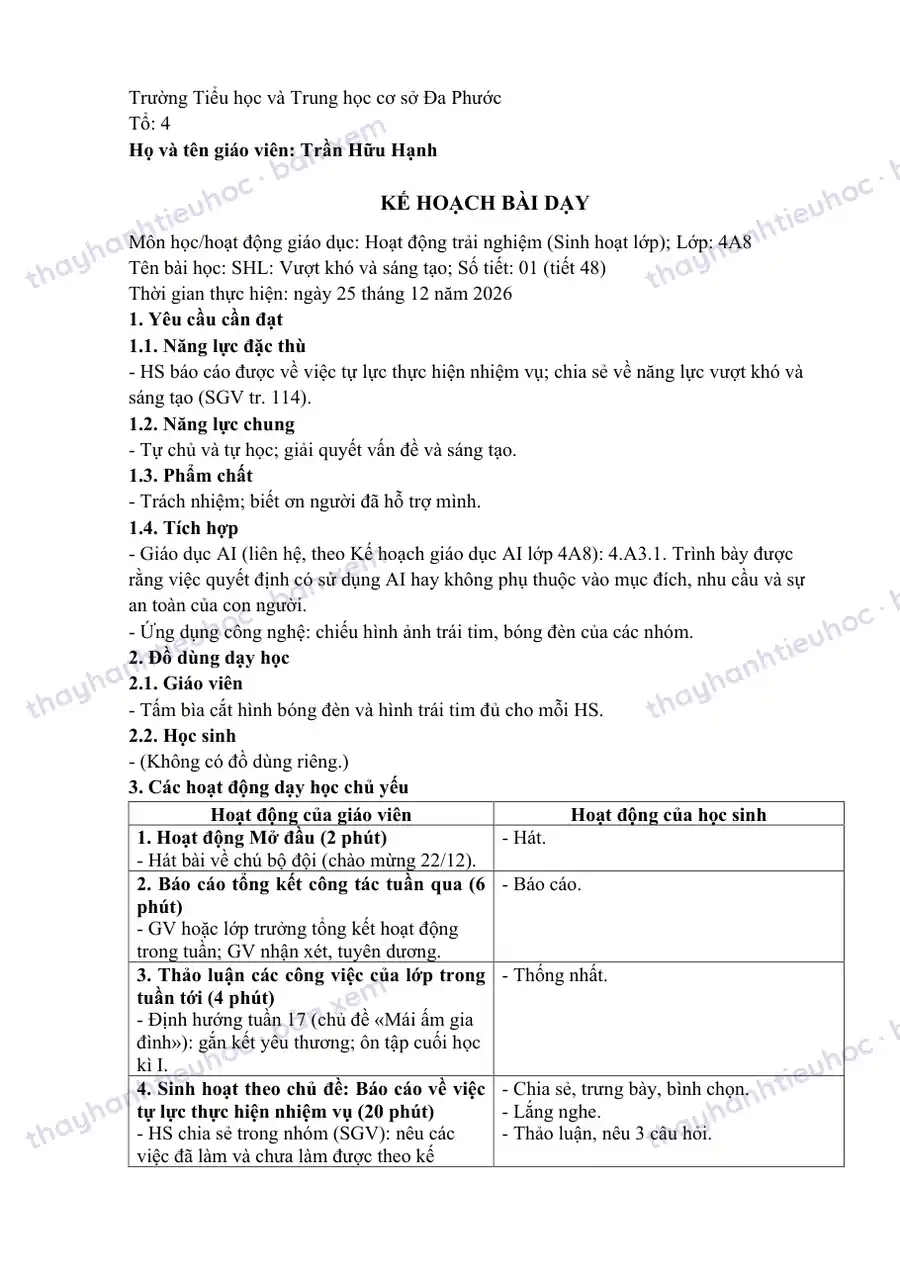 Trường Tiểu học và Trung học cơ sở Đa Phước
Tổ: 4
Họ và tên giáo viên: Trần Hữu Hạnh
KẾ HOẠCH BÀI DẠY
Môn học/hoạt động giáo dục: Hoạt động trải nghiệm (Sinh hoạt lớp); Lớp: 4A8
Tên bài học: SHL: Vượt khó và sáng tạo; Số tiết: 01 (tiết 48)
Thời gian thực hiện: ngày 25 tháng 12 năm 2026
1. Yêu cầu cần đạt
1.1. Năng lực đặc thù
- HS báo cáo được về việc tự lực thực hiện nhiệm vụ; chia sẻ về năng lực vượt khó và
sáng tạo (SGV tr. 114).
1.2. Năng lực chung
- Tự chủ và tự học; giải quyết vấn đề và sáng tạo.
1.3. Phẩm chất
- Trách nhiệm; biết ơn người đã hỗ trợ mình.
1.4. Tích hợp
- Giáo dục AI (liên hệ, theo Kế hoạch giáo dục AI lớp 4A8): 4.A3.1. Trình bày được
rằng việc quyết định có sử dụng AI hay không phụ thuộc vào mục đích, nhu cầu và sự
an toàn của con người.
- Ứng dụng công nghệ: chiếu hình ảnh trái tim, bóng đèn của các nhóm.
2. Đồ dùng dạy học
2.1. Giáo viên
- Tấm bìa cắt hình bóng đèn và hình trái tim đủ cho mỗi HS.
2.2. Học sinh
- (Không có đồ dùng riêng.)
3. Các hoạt động dạy học chủ yếu
Hoạt động của giáo viên
Hoạt động của học sinh
1. Hoạt động Mở đầu (2 phút)
- Hát bài về chú bộ đội (chào mừng 22/12).
- Hát.
2. Báo cáo tổng kết công tác tuần qua (6
phút)
- GV hoặc lớp trưởng tổng kết hoạt động
trong tuần; GV nhận xét, tuyên dương.
- Báo cáo.
3. Thảo luận các công việc của lớp trong
tuần tới (4 phút)
- Định hướng tuần 17 (chủ đề «Mái ấm gia
đình»): gắn kết yêu thương; ôn tập cuối học
kì I.
- Thống nhất.
4. Sinh hoạt theo chủ đề: Báo cáo về việc
tự lực thực hiện nhiệm vụ (20 phút)
- HS chia sẻ trong nhóm (SGV): nêu các
việc đã làm và chưa làm được theo kế
- Chia sẻ, trưng bày, bình chọn.
- Lắng nghe.
- Thảo luận, nêu 3 câu hỏi.
thayhanhtieuhoc · bản xem
thayhanhtieuhoc · b
thayhanhtieuhoc · bản xem
thayhanhtieuhoc · b
thayhanhtieuhoc · bản xem
thayhanhtieuhoc · b